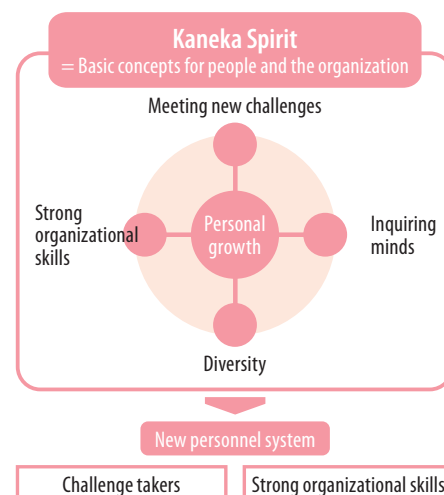 Kaneka Spirit
= Basic concepts for people and the organization
Meeting new challenges
Strong
organizational
skills
Personal
growth
Inquiring
minds
Diversity
New personnel system
Challenge takers
Strong organizational skills